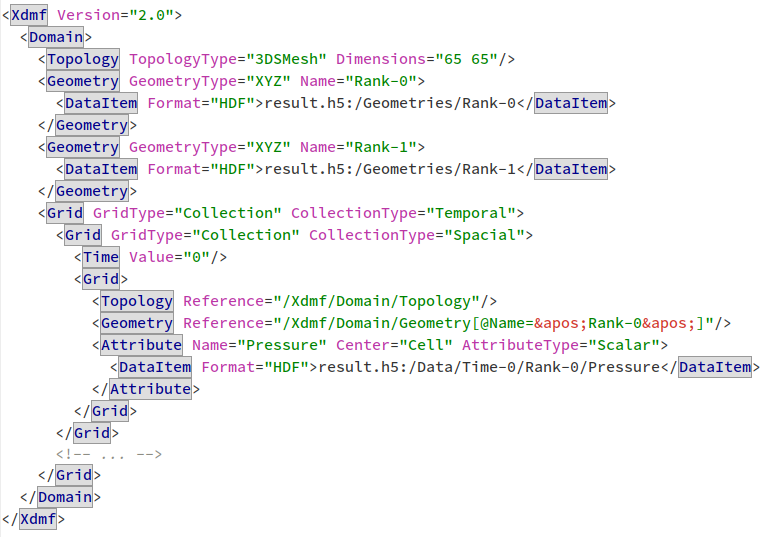 <Xdmf Version="2.0">
  <Domain>
    <Topology TopologyType="3DSMesh" Dimensions="65 65"/>
    <Geometry GeometryType="XYZ" Name="Rank-0">
      <DataItem Format="HDF">result.h5:/Geometries/Rank-0</DataItem>
    </Geometry>
    <Geometry GeometryType="XYZ" Name="Rank-1">
      <DataItem Format="HDF">result.h5:/Geometries/Rank-1</DataItem>
    </Geometry>
    <Grid GridType="Collection" CollectionType="Temporal">
      <Grid GridType="Collection" CollectionType="Spacial">
        <Time Value="0"/>
        <Grid>
          <Topology Reference="/Xdmf/Domain/Topology"/>
          <Geometry Reference="/Xdmf/Domain/Geometry[@Name=&apos;Rank-0&apos;]"/>
          <Attribute Name="Pressure" Center="Cell" AttributeType="Scalar">
            <DataItem Format="HDF">result.h5:/Data/Time-0/Rank-0/Pressure</DataItem>
          </Attribute>
        </Grid>
      </Grid>
      <!-- ... -->
    </Grid>
  </Domain>
</Xdmf>